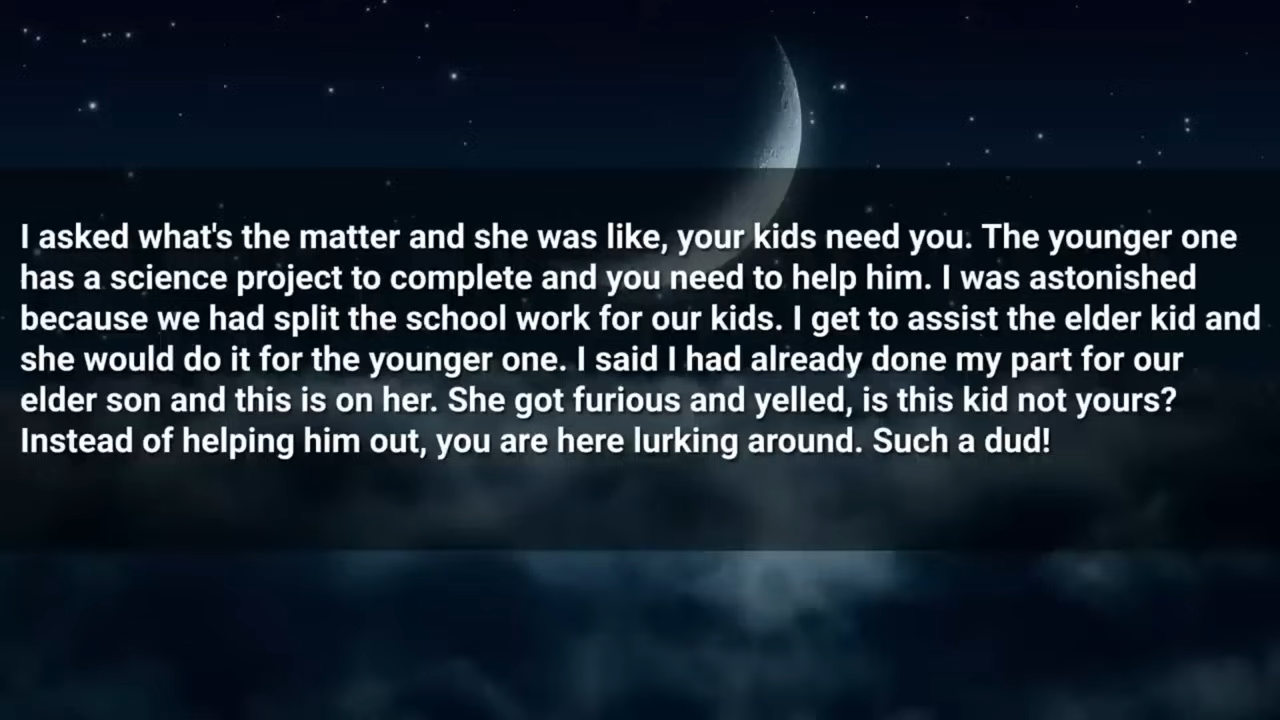 I asked what's the matter and she was like, your kids need you. The younger one
has a science project to complete and you need to help him. I was astonished
because we had split the school work for our kids. I get to assist the elder kid and
she would do it for the younger one. I said I had already done my part for our
elder son and this is on her. She got furious and yelled, is this kid not yours?
Instead of helping him out, you are here lurking around. Such a dud!